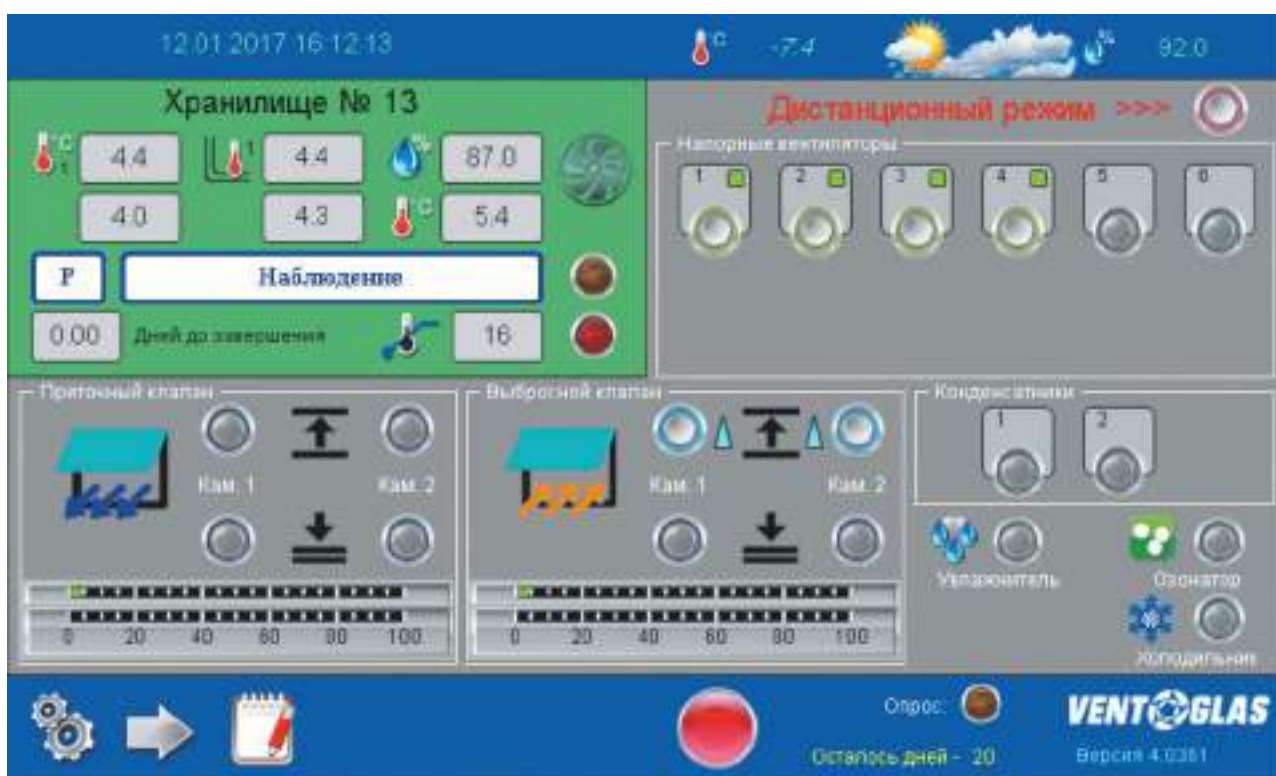 12.01.2017 16:12:13
°C -7.4 % 92.0
Хранилище № 13
Дистанционный режим >>>
°C 1 4.4 1 4.4 % 87.0
4.0 4.3 °C 5.4
Р Наблюдение
0.00 Дней до завершения 16
Напорные вентиляторы
1 2 3 4 5 6
Приточный клапан
Кам. 1 Кам. 2
0 20 40 60 80 100
Выбросной клапан
Кам. 1 Кам. 2
0 20 40 60 80 100
Конденсатники
1 2
Увлажнитель Озонатор
Холодильник
Опрос:
Осталось дней - 20
VENTOGLAS
Версия 4.0351